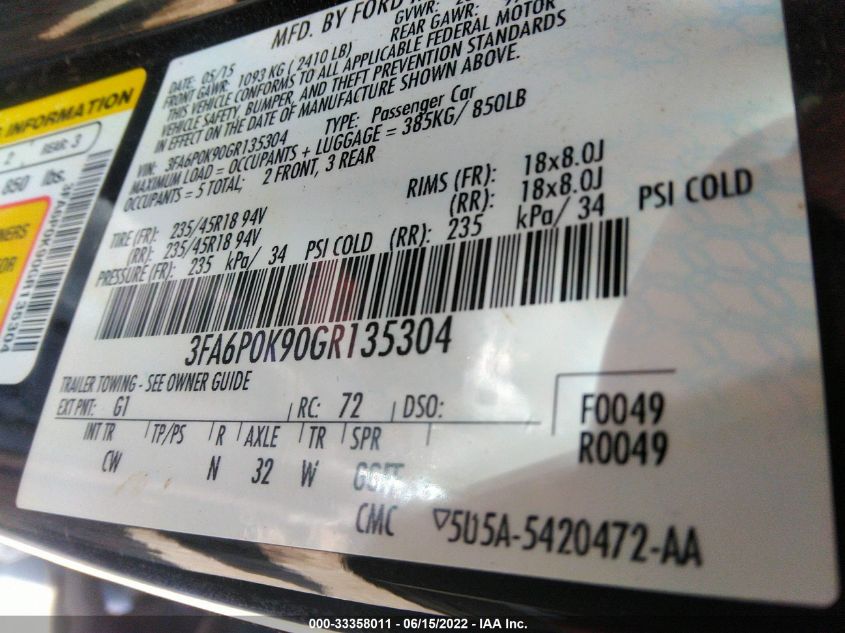 MFD. BY FORD
GVWR:
DATE: 05/15
REAR GAWR:
FRONT GAWR: 1093 KG ( 2410 LB)
THIS VEHICLE CONFORMS TO ALL APPLICABLE FEDERAL MOTOR
VEHICLE SAFETY, BUMPER, AND THEFT PREVENTION STANDARDS
IN EFFECT ON THE DATE OF MANUFACTURE SHOWN ABOVE.
VIN: 3FA6P0K90GR135304 TYPE: Passenger Car
MAXIMUM LOAD = OCCUPANTS + LUGGAGE = 385KG/ 850LB
OCCUPANTS = 5 TOTAL, 2 FRONT, 3 REAR
RIMS (FR): 18x8.0J
(RR): 18x8.0J
TIRE (FR): 235/45R18 94V
(RR): 235/45R18 94V
PRESSURE (FR): 235 kPa/ 34 PSI COLD (RR): 235 kPa/ 34 PSI COLD
3FA6P0K90GR135304
TRAILER TOWING - SEE OWNER GUIDE
EXT PNT: G1 RC: 72 DSO: F0049
INT TR TP/PS R AXLE TR SPR R0049
CW N 32 W
CMC ▽5U5A-5420472-AA
INFORMATION
2 REAR: 3
850 lbs.
3FA6P0K90GR135304
000-33358011 - 06/15/2022 - IAA Inc.